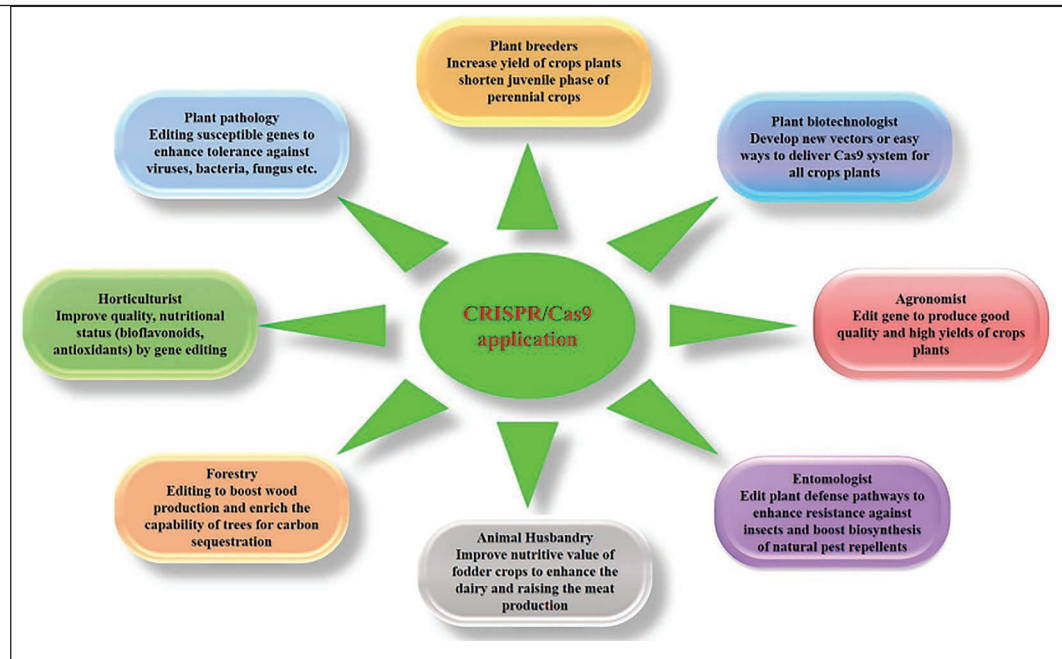 Plant breeders
Increase yield of crops plants
shorten juvenile phase of
perennial crops
Plant pathology
Editing susceptible genes to
enhance tolerance against
viruses, bacteria, fungus etc.
Plant biotechnologist
Develop new vectors or easy
ways to deliver Cas9 system for
all crops plants
Horticulturist
Improve quality, nutritional
status (bioflavonoids,
antioxidants) by gene editing
CRISPR/Cas9
application
Agronomist
Edit gene to produce good
quality and high yields of crops
plants
Forestry
Editing to boost wood
production and enrich the
capability of trees for carbon
sequestration
Entomologist
Edit plant defense pathways to
enhance resistance against
insects and boost biosynthesis
of natural pest repellents
Animal Husbandry
Improve nutritive value of
fodder crops to enhance the
dairy and raising the meat
production